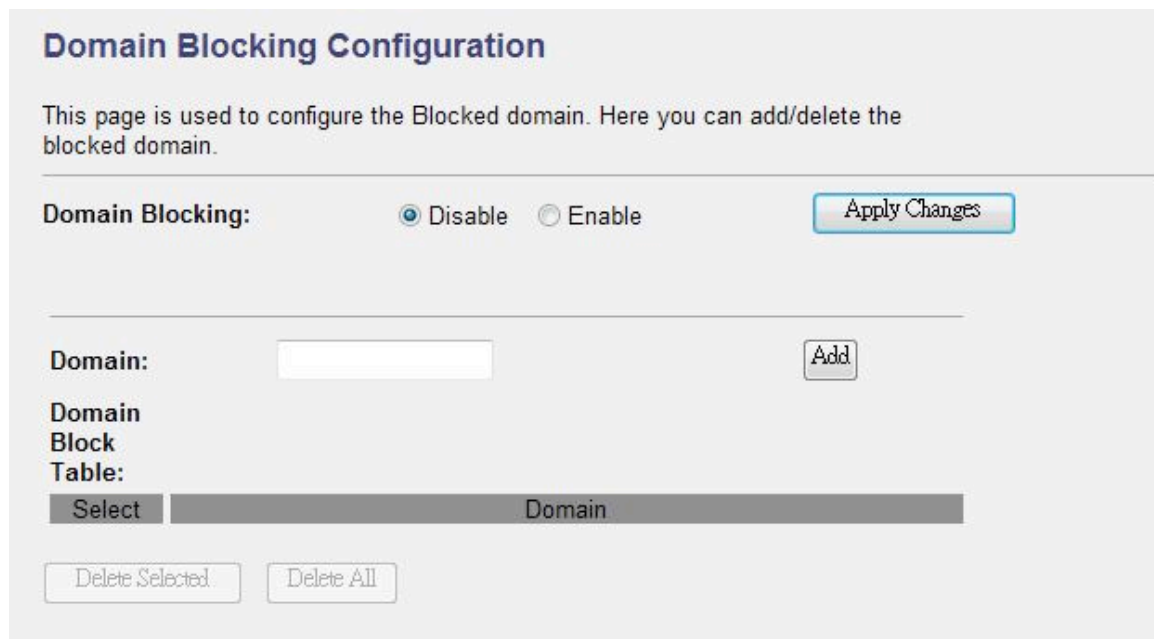 Domain Blocking Configuration
This page is used to configure the Blocked domain. Here you can add/delete the
blocked domain.
Domain Blocking: Disable Enable Apply Changes
Domain: Add
Domain
Block
Table:
Select Domain
Delete Selected Delete All